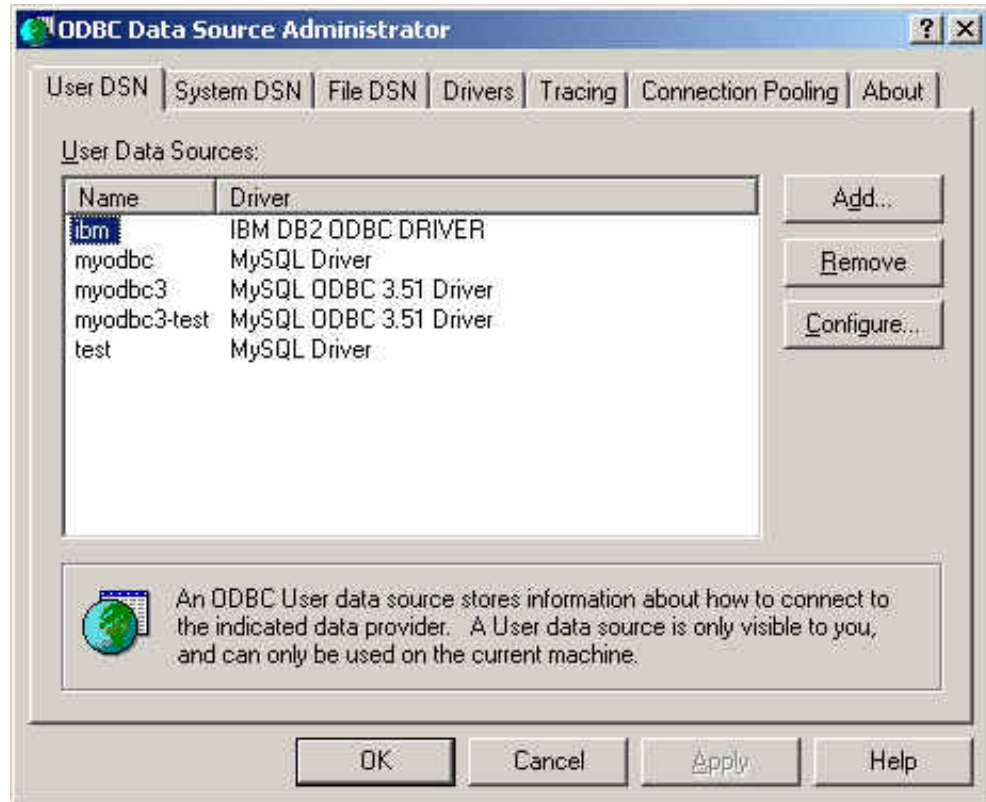 ODBC Data Source Administrator
User DSN System DSN File DSN Drivers Tracing Connection Pooling About
User Data Sources:
Name Driver
ibm IBM DB2 ODBC DRIVER
myodbc MySQL Driver
myodbc3 MySQL ODBC 3.51 Driver
myodbc3-test MySQL ODBC 3.51 Driver
test MySQL Driver
Add...
Remove
Configure...
An ODBC User data source stores information about how to connect to
the indicated data provider. A User data source is only visible to you,
and can only be used on the current machine.
OK Cancel Apply Help